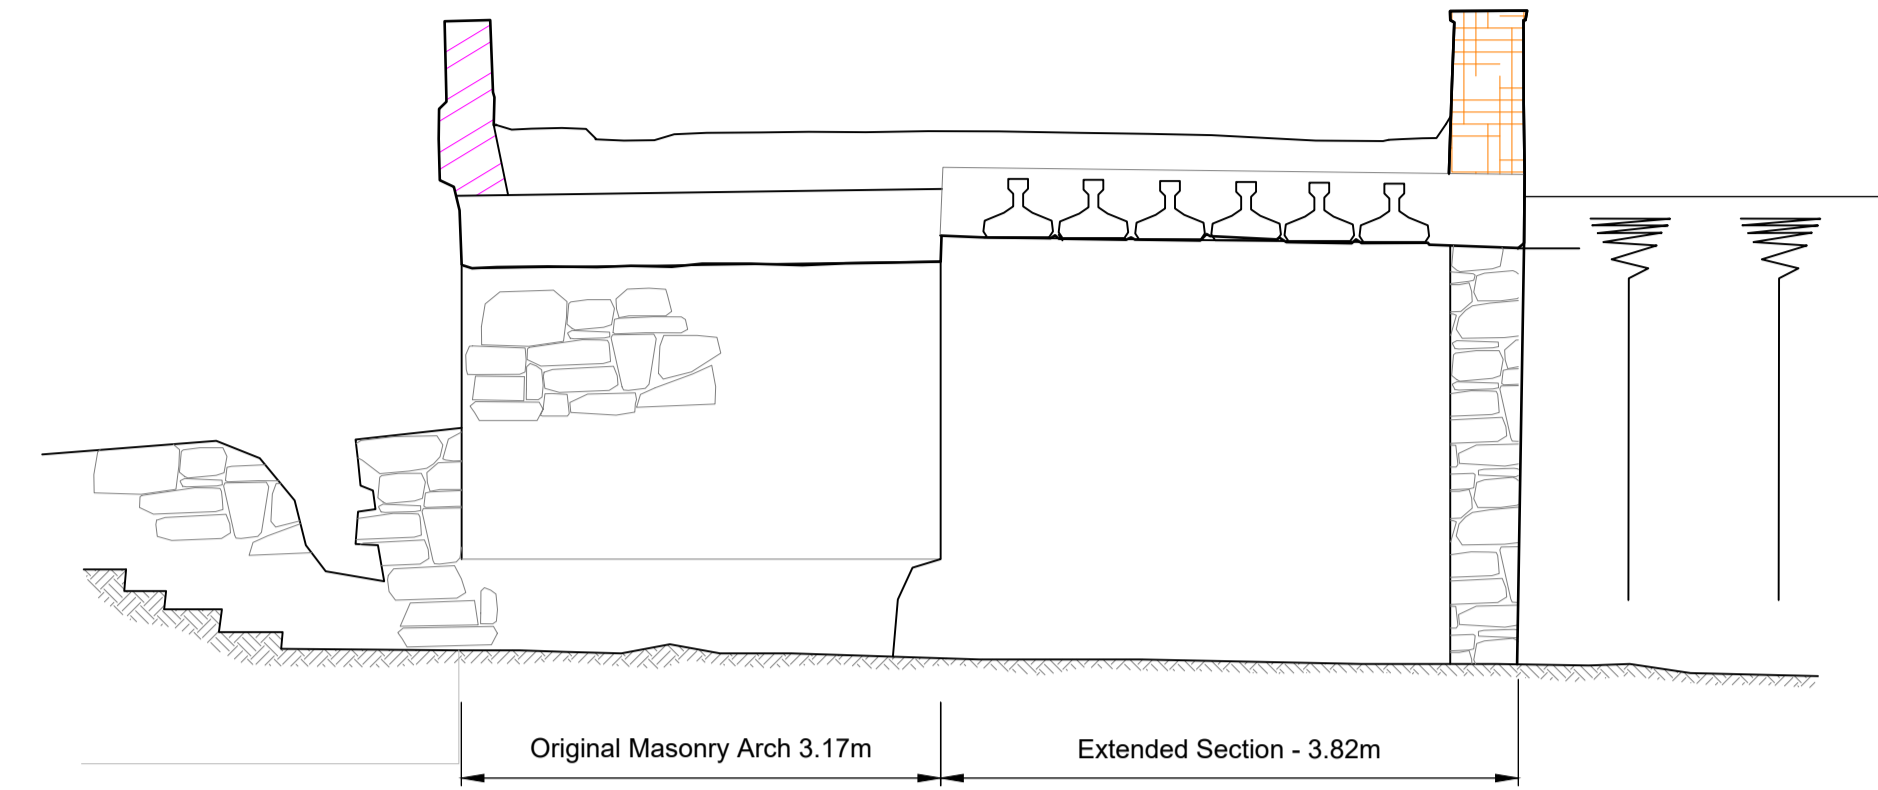 Original Masonry Arch 3.17m
Extended Section - 3.82m